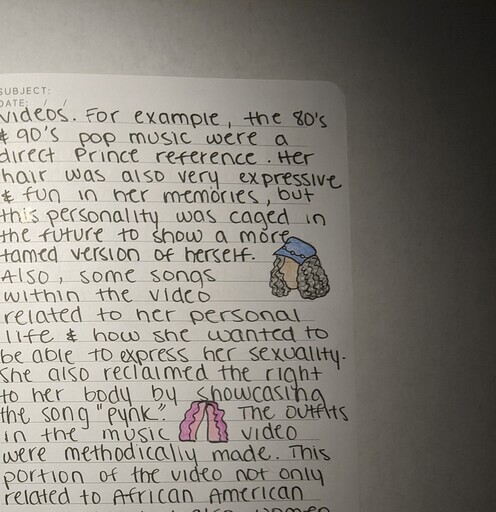 SUBJECT:
DATE: / /
videos. For example, the 80's
& 90's pop music were a
direct Prince reference. Her
hair was also very expressive
& fun in her memories, but
this personality was caged in
the future to show a more
tamed version of herself.
Also, some songs
within the video
related to her personal
life & how she wanted to
be able to express her sexuality.
She also reclaimed the right
to her body by showcasing
the song "Pynk". The outfits
in the music video
were methodically made. This
portion of the video not only
related to African American
women